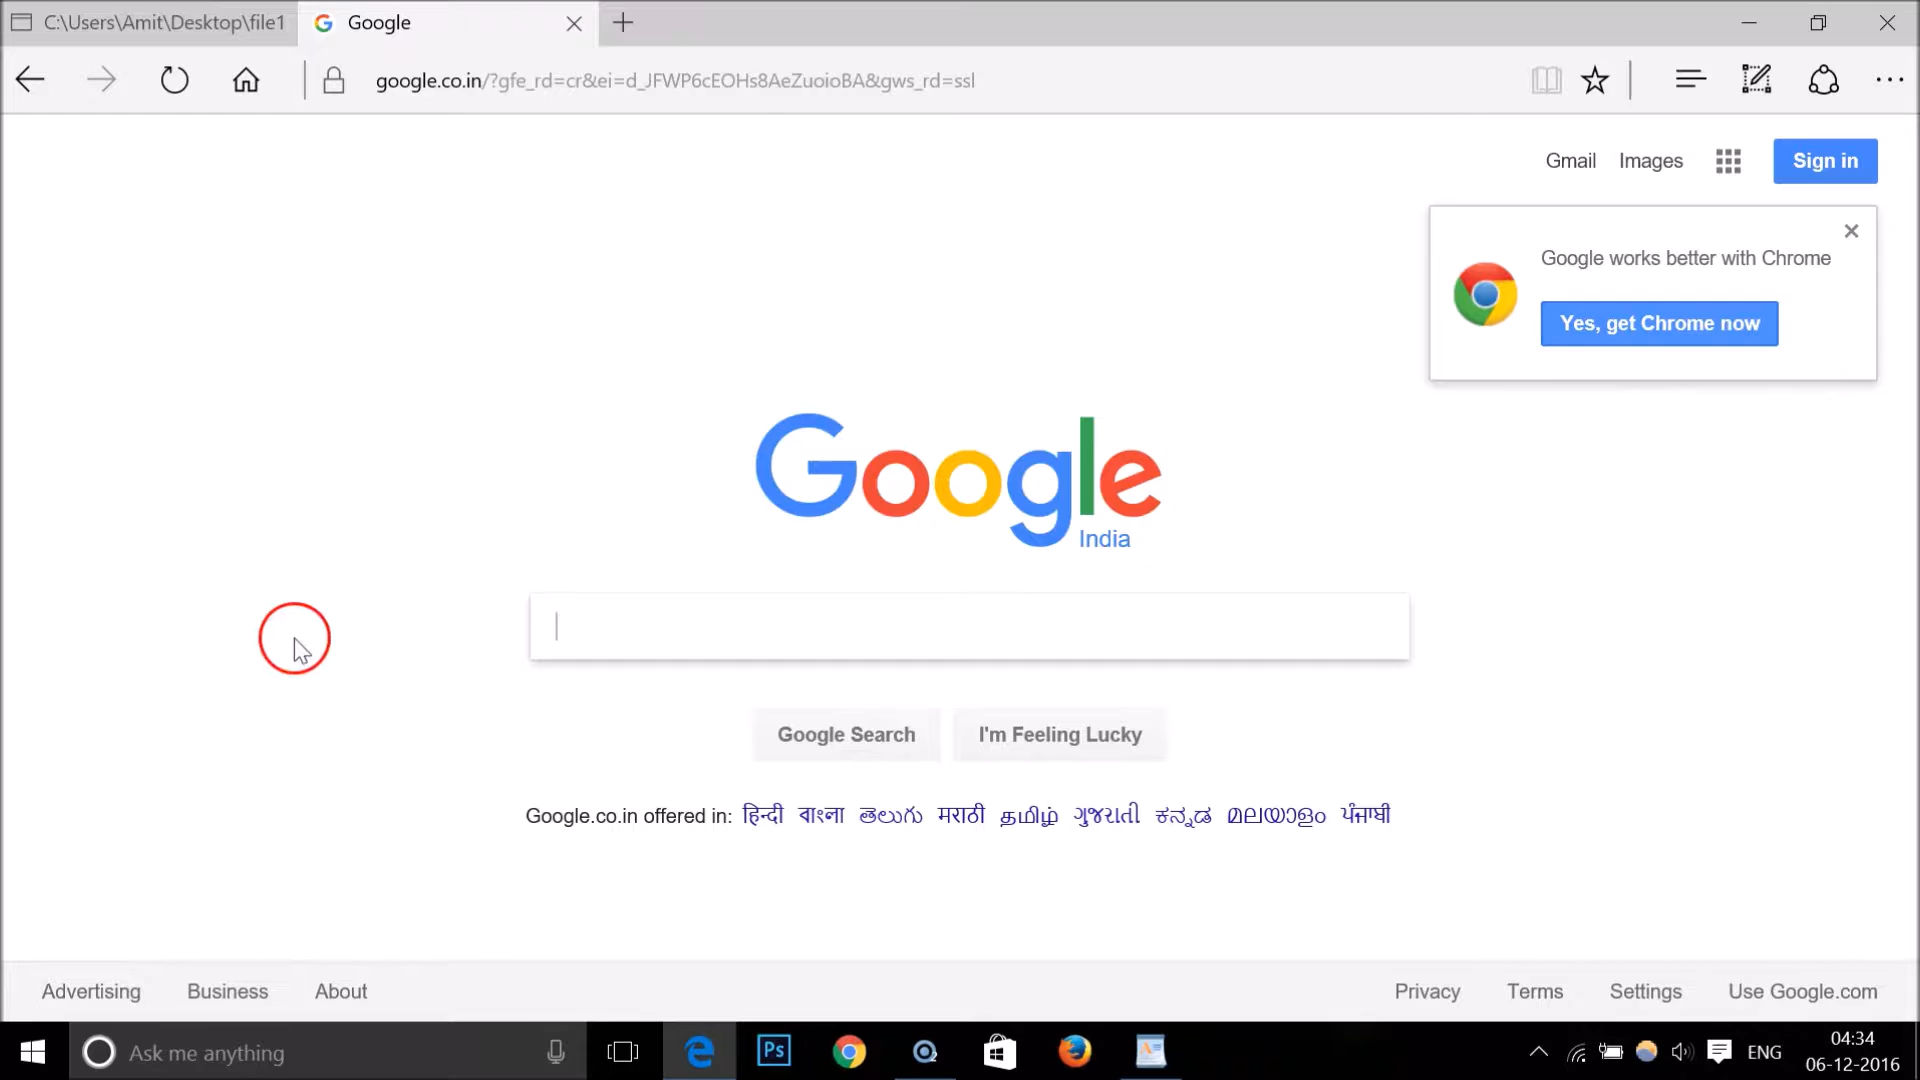 C:\Users\Amit\Desktop\file1
Google
google.co.in/?gfe_rd=cr&ei=d_JFWP6cEOHs8AeZuoioBA&gws_rd=ssl
Gmail Images Sign in
Google works better with Chrome
Yes, get Chrome now
Google
India
Google Search I'm Feeling Lucky
Google.co.in offered in: हिन्दी বাংলা తెలుగు मराठी தமிழ் ગુજરાતી ಕನ್ನಡ മലയാളം ਪੰਜਾਬੀ
Advertising Business About Privacy Terms Settings Use Google.com
Ask me anything Ps ENG 04:34
06-12-2016